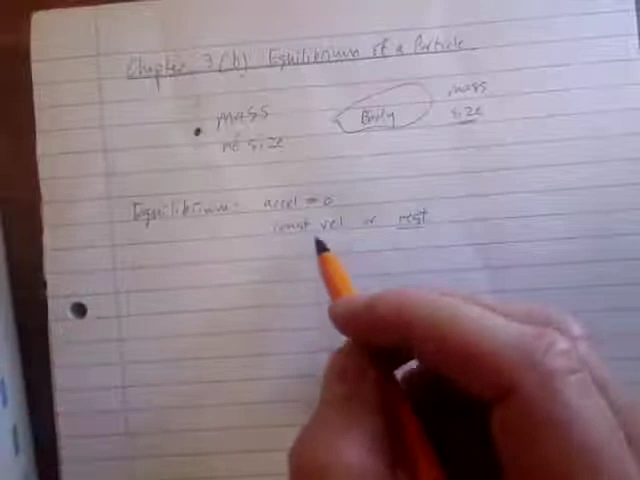 Chapter 3(b) Equilibrium of a Particle
mass
no size
Body
mass
size
Equilibrium: accel = 0
const vel or rest